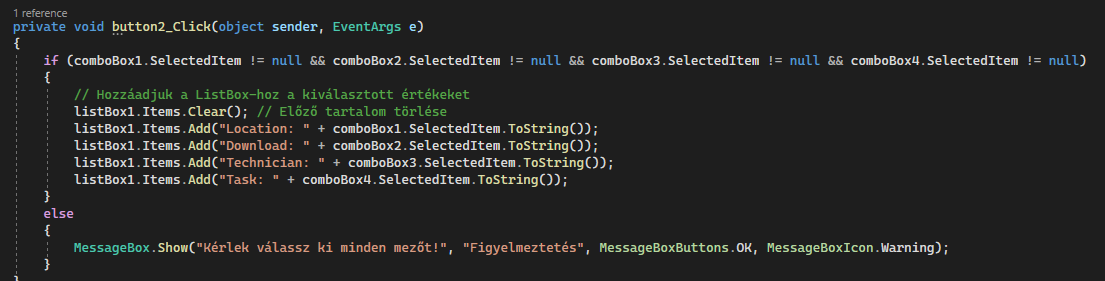 1 reference
private void button2_Click(object sender, EventArgs e)
{
if (comboBox1.SelectedItem != null && comboBox2.SelectedItem != null && comboBox3.SelectedItem != null && comboBox4.SelectedItem != null)
{
// Hozzáadjuk a ListBox-hoz a kiválasztott értékeket
listBox1.Items.Clear(); // Előző tartalom törlése
listBox1.Items.Add("Location: " + comboBox1.SelectedItem.ToString());
listBox1.Items.Add("Download: " + comboBox2.SelectedItem.ToString());
listBox1.Items.Add("Technician: " + comboBox3.SelectedItem.ToString());
listBox1.Items.Add("Task: " + comboBox4.SelectedItem.ToString());
}
else
{
MessageBox.Show("Kérlek válassz ki minden mezőt!", "Figyelmeztetés", MessageBoxButtons.OK, MessageBoxIcon.Warning);
}
}